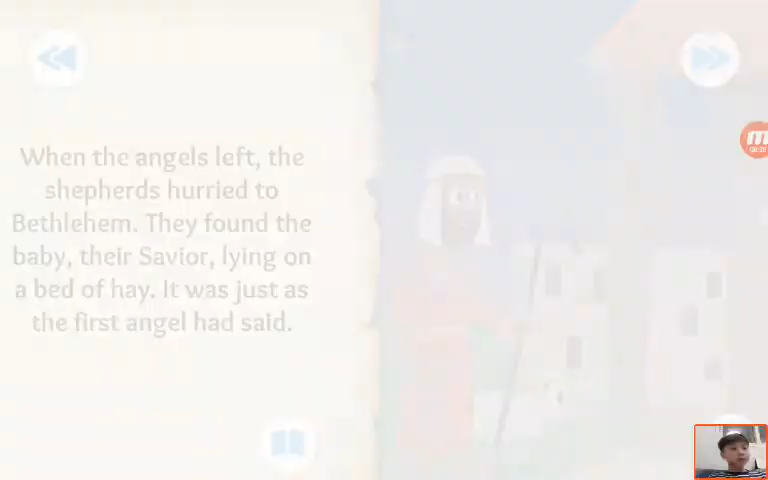 When the angels left, the
shepherds hurried to
Bethlehem. They found the
baby, their Savior, lying on
a bed of hay. It was just as
the first angel had said.